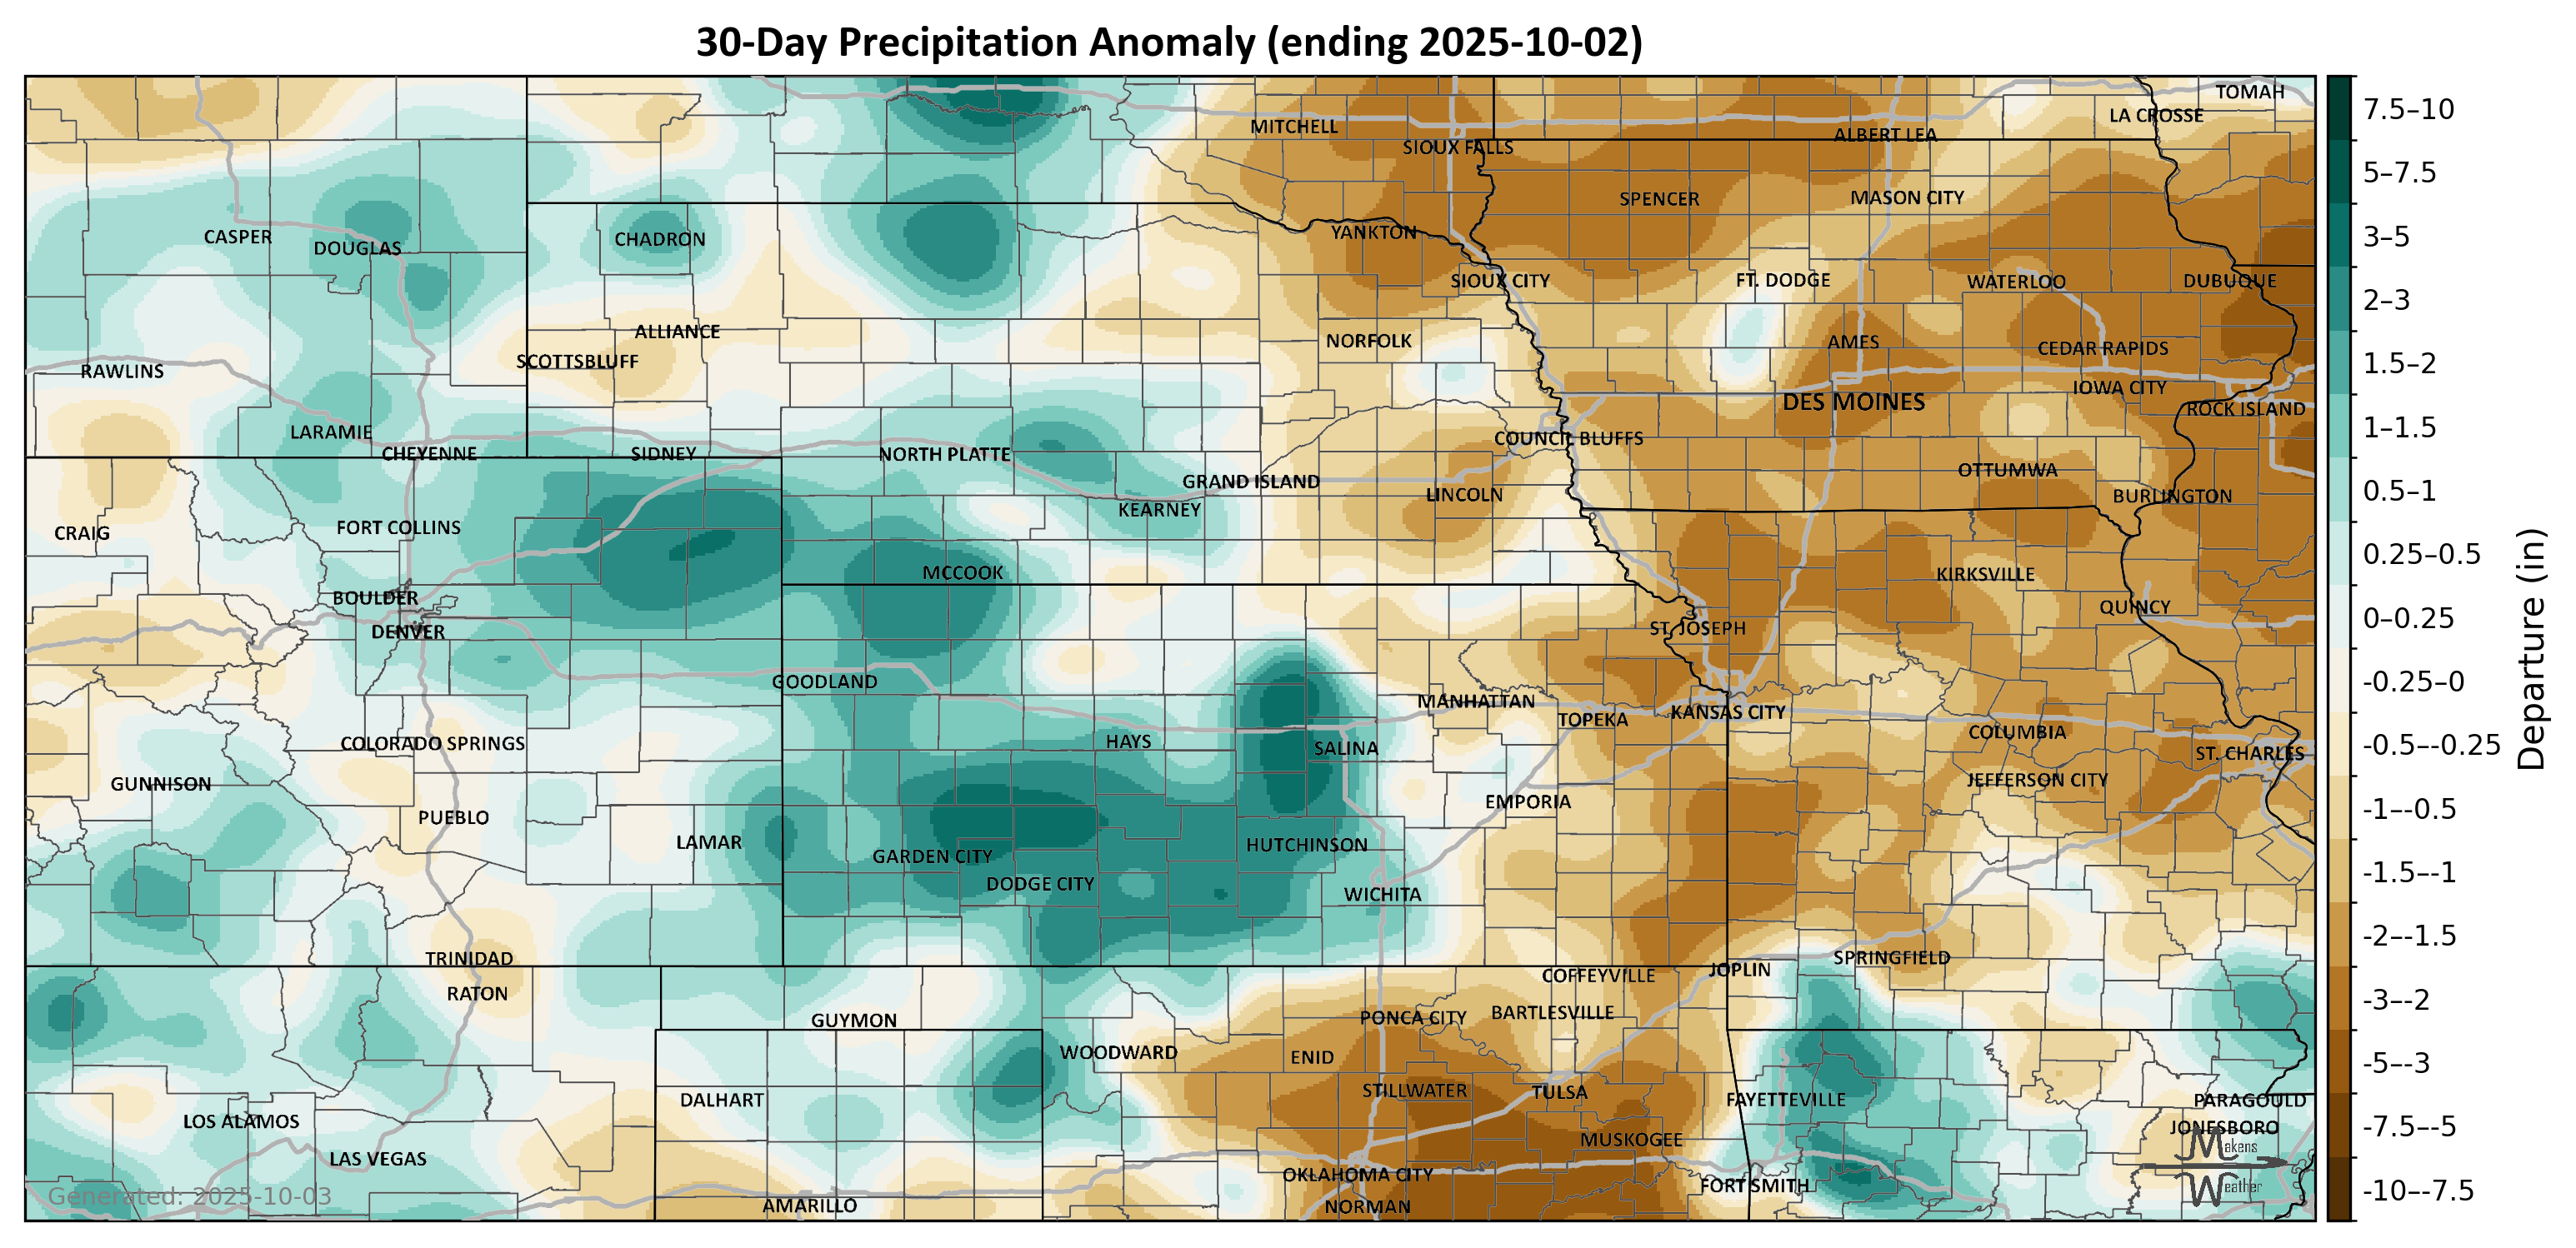 30-Day Precipitation Anomaly (ending 2025-10-02)
TOMAH
LA CROSSE
MITCHELL
ALBERT LEA
SIOUX FALLS
SPENCER
MASON CITY
YANKTON
CASPER
DOUGLAS
CHADRON
SIOUX CITY
FT. DODGE
WATERLOO
DUBUQUE
ALLIANCE
NORFOLK
AMES
CEDAR RAPIDS
SCOTTSBLUFF
RAWLINS
IOWA CITY
DES MOINES
ROCK ISLAND
LARAMIE
COUNCIL BLUFFS
CHEYENNE
SIDNEY
NORTH PLATTE
OTTUMWA
GRAND ISLAND
LINCOLN
BURLINGTON
KEARNEY
CRAIG
FORT COLLINS
MCCOOK
KIRKSVILLE
BOULDER
QUINCY
DENVER
ST. JOSEPH
GOODLAND
MANHATTAN
TOPEKA
KANSAS CITY
COLUMBIA
COLORADO SPRINGS
HAYS
SALINA
ST. CHARLES
GUNNISON
JEFFERSON CITY
EMPORIA
PUEBLO
LAMAR
HUTCHINSON
GARDEN CITY
DODGE CITY
WICHITA
TRINIDAD
SPRINGFIELD
COFFEYVILLE
JOPLIN
RATON
BARTLESVILLE
PONCA CITY
GUYMON
WOODWARD
ENID
STILLWATER
TULSA
DALHART
FAYETTEVILLE
PARAGOULD
LOS ALAMOS
JONESBORO
MUSKOGEE
LAS VEGAS
OKLAHOMA CITY
FORT SMITH
AMARILLO
NORMAN
Generated: 2025-10-03
Makens
Weather
7.5–10
5–7.5
3–5
2–3
1.5–2
1–1.5
0.5–1
0.25–0.5
0–0.25
-0.25–0
-0.5–-0.25
-1–-0.5
-1.5–-1
-2–-1.5
-3–-2
-5–-3
-7.5–-5
-10–-7.5
Departure (in)